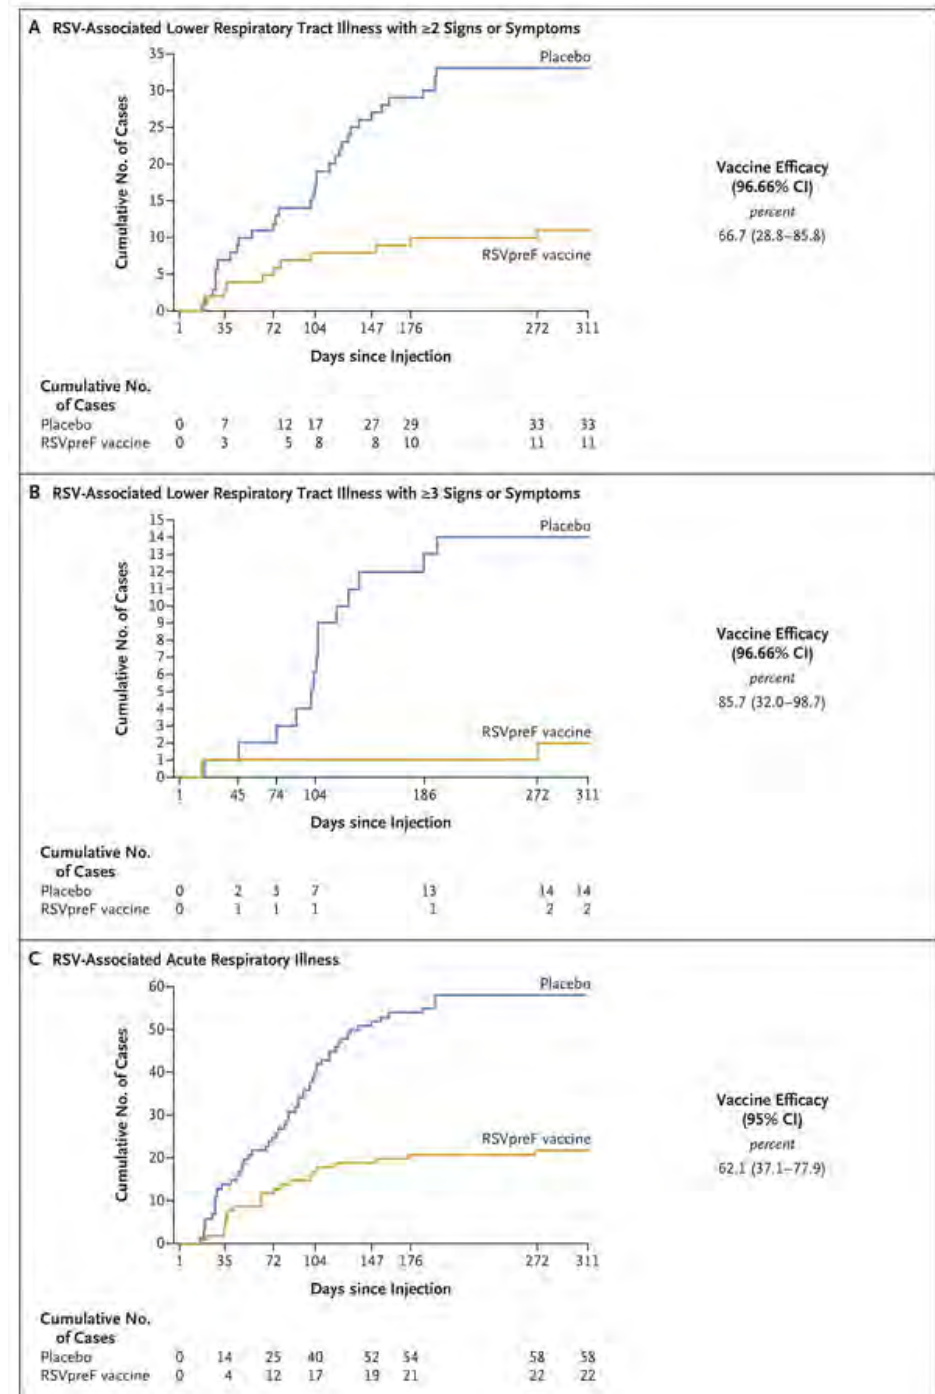 A RSV-Associated Lower Respiratory Tract Illness with ≥2 Signs or Symptoms
Cumulative No. of Cases
35
30
25
20
15
10
5
0
Placebo
RSVpreF vaccine
1 35 72 104 147 176 272 311
Days since Injection
Vaccine Efficacy
(96.66% CI)
percent
66.7 (28.8–85.8)
Cumulative No.
of Cases
Placebo 0 7 12 17 27 29 33 33
RSVpreF vaccine 0 3 5 8 8 10 11 11
B RSV-Associated Lower Respiratory Tract Illness with ≥3 Signs or Symptoms
Cumulative No. of Cases
15
14
13
12
11
10
9
8
7
6
5
4
3
2
1
0
Placebo
RSVpreF vaccine
1 45 74 104 186 272 311
Days since Injection
Vaccine Efficacy
(96.66% CI)
percent
85.7 (32.0–98.7)
Cumulative No.
of Cases
Placebo 0 2 3 7 13 14 14
RSVpreF vaccine 0 1 1 1 1 2 2
C RSV-Associated Acute Respiratory Illness
Cumulative No. of Cases
60
50
40
30
20
10
0
Placebo
RSVpreF vaccine
1 35 72 104 147 176 272 311
Days since Injection
Vaccine Efficacy
(95% CI)
percent
62.1 (37.1–77.9)
Cumulative No.
of Cases
Placebo 0 14 25 40 52 54 58 58
RSVpreF vaccine 0 4 12 17 19 21 22 22